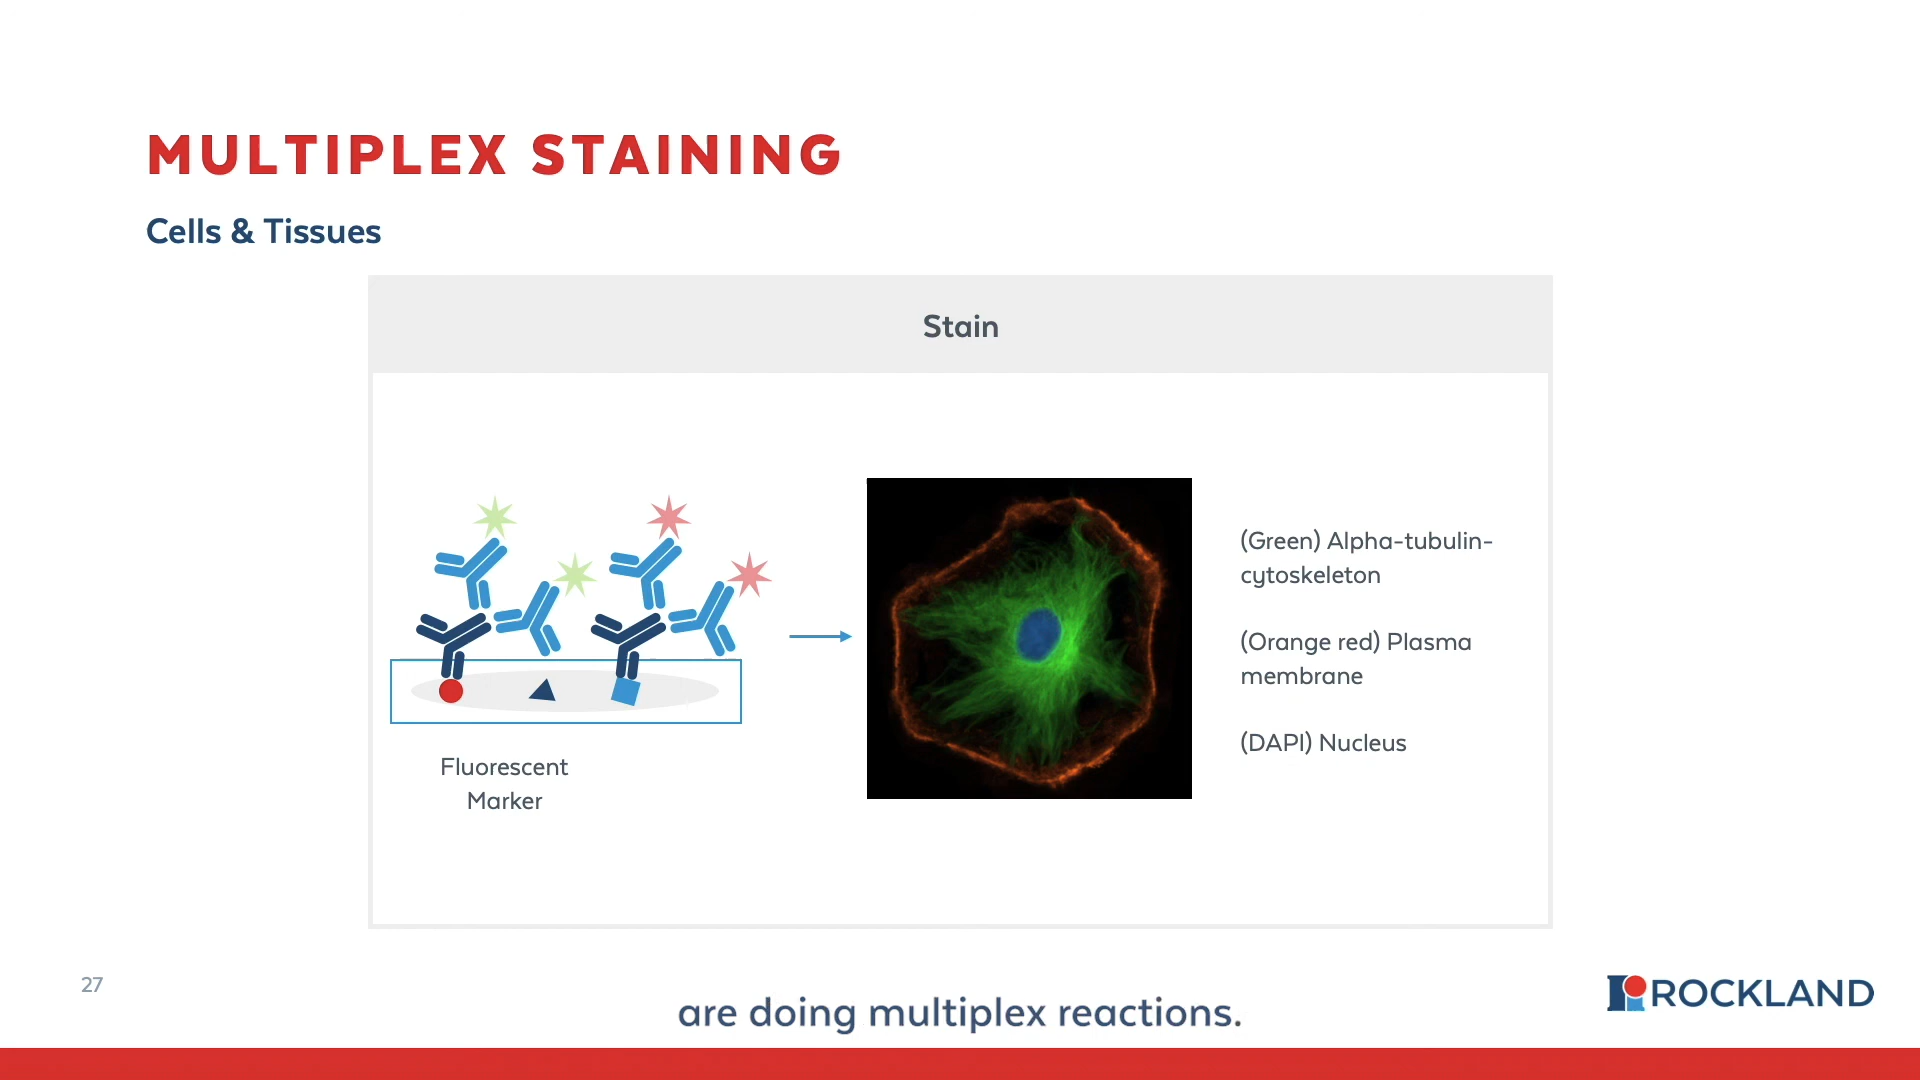 MULTIPLEX STAINING
Cells & Tissues
Stain
Fluorescent
Marker
(Green) Alpha-tubulin-
cytoskeleton
(Orange red) Plasma
membrane
(DAPI) Nucleus
27
ROCKLAND
are doing multiplex reactions.